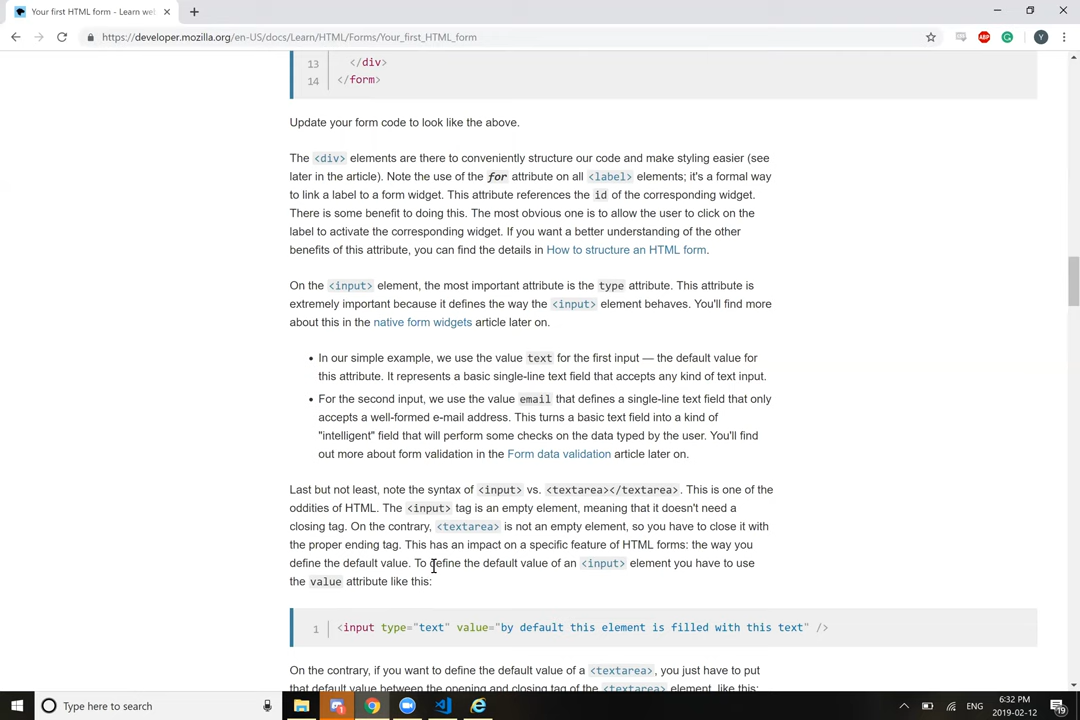 Your first HTML form - Learn we
https://developer.mozilla.org/en-US/docs/Learn/HTML/Forms/Your_first_HTML_form
ABP
G
Y
13 </div>
14 </form>
Update your form code to look like the above.
The <div> elements are there to conveniently structure our code and make styling easier (see
later in the article). Note the use of the for attribute on all <label> elements; it's a formal way
to link a label to a form widget. This attribute references the id of the corresponding widget.
There is some benefit to doing this. The most obvious one is to allow the user to click on the
label to activate the corresponding widget. If you want a better understanding of the other
benefits of this attribute, you can find the details in How to structure an HTML form.
On the <input> element, the most important attribute is the type attribute. This attribute is
extremely important because it defines the way the <input> element behaves. You'll find more
about this in the native form widgets article later on.
• In our simple example, we use the value text for the first input — the default value for
this attribute. It represents a basic single-line text field that accepts any kind of text input.
• For the second input, we use the value email that defines a single-line text field that only
accepts a well-formed e-mail address. This turns a basic text field into a kind of
"intelligent" field that will perform some checks on the data typed by the user. You'll find
out more about form validation in the Form data validation article later on.
Last but not least, note the syntax of <input> vs. <textarea></textarea>. This is one of the
oddities of HTML. The <input> tag is an empty element, meaning that it doesn't need a
closing tag. On the contrary, <textarea> is not an empty element, so you have to close it with
the proper ending tag. This has an impact on a specific feature of HTML forms: the way you
define the default value. To define the default value of an <input> element you have to use
the value attribute like this:
1 <input type="text" value="by default this element is filled with this text" />
On the contrary, if you want to define the default value of a <textarea>, you just have to put
that default value between the opening and closing tag of the <textarea> element, like this:
Type here to search
ENG
6:32 PM
2019-02-12
19